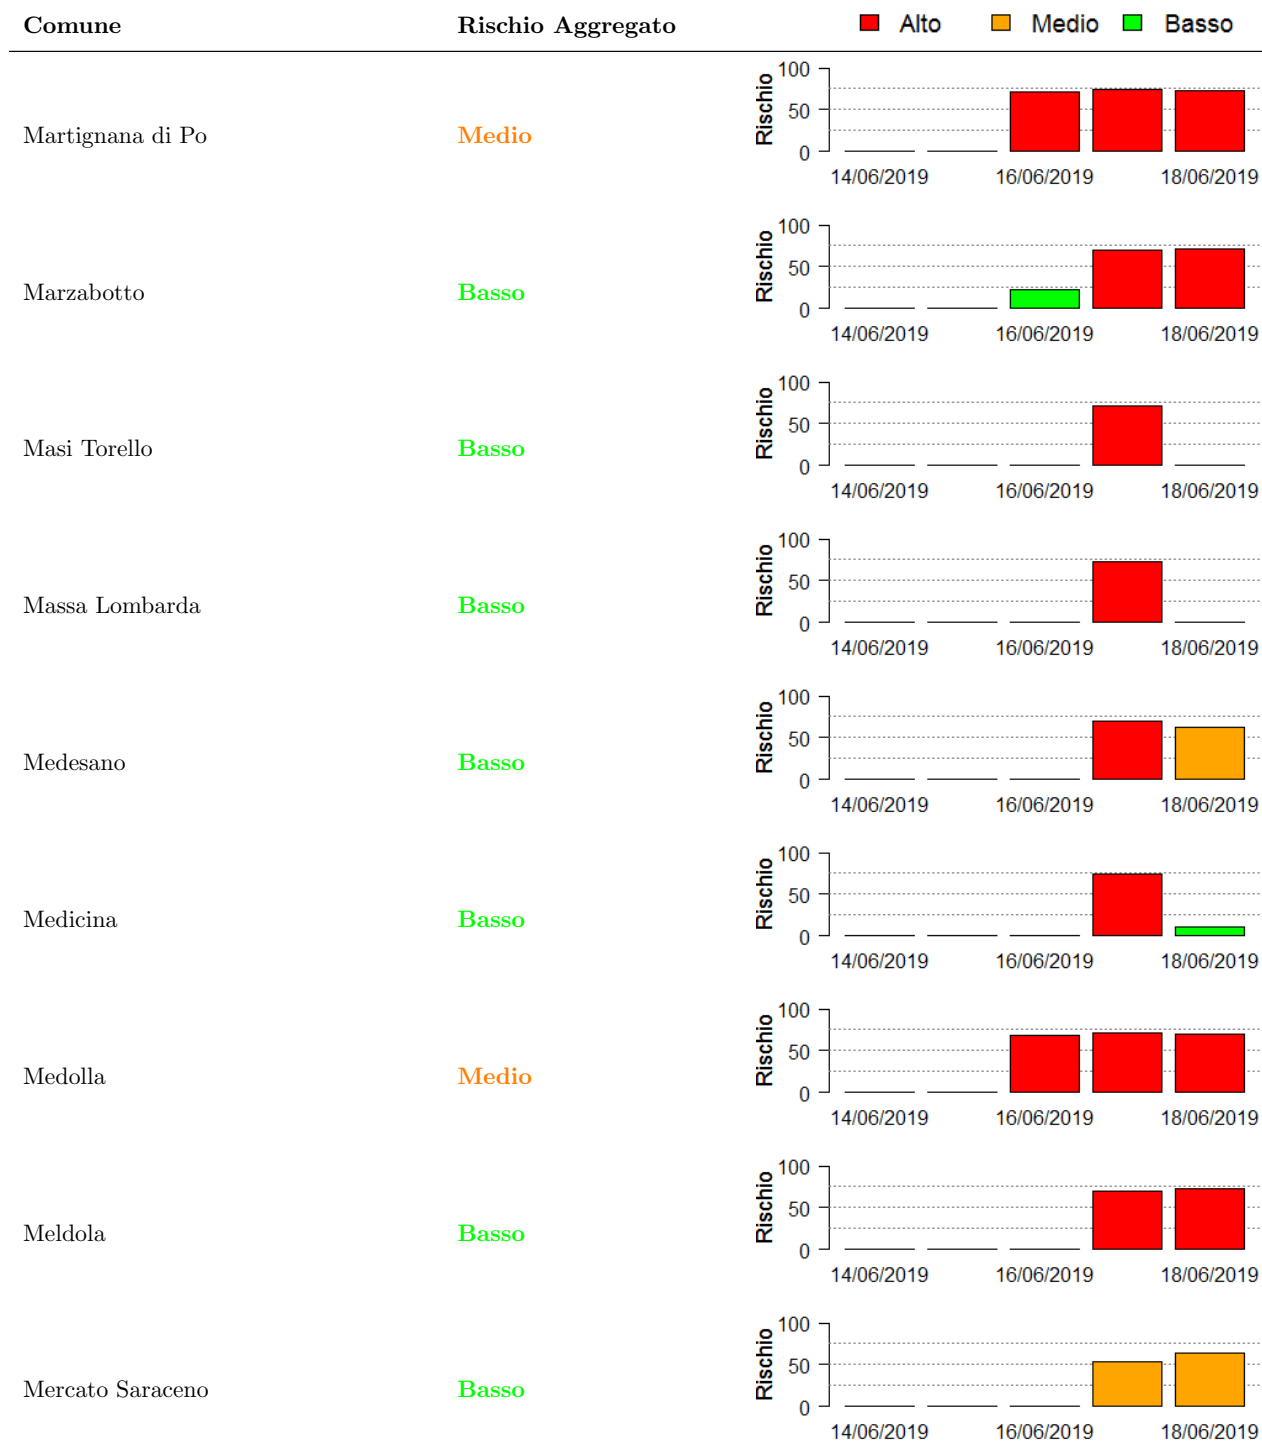 Comune Rischio Aggregato Alto Medio Basso
Martignana di Po Medio
Rischio
100
50
0
14/06/2019 16/06/2019 18/06/2019
Marzabotto Basso
Rischio
100
50
0
14/06/2019 16/06/2019 18/06/2019
Masi Torello Basso
Rischio
100
50
0
14/06/2019 16/06/2019 18/06/2019
Massa Lombarda Basso
Rischio
100
50
0
14/06/2019 16/06/2019 18/06/2019
Medesano Basso
Rischio
100
50
0
14/06/2019 16/06/2019 18/06/2019
Medicina Basso
Rischio
100
50
0
14/06/2019 16/06/2019 18/06/2019
Medolla Medio
Rischio
100
50
0
14/06/2019 16/06/2019 18/06/2019
Meldola Basso
Rischio
100
50
0
14/06/2019 16/06/2019 18/06/2019
Mercato Saraceno Basso
Rischio
100
50
0
14/06/2019 16/06/2019 18/06/2019